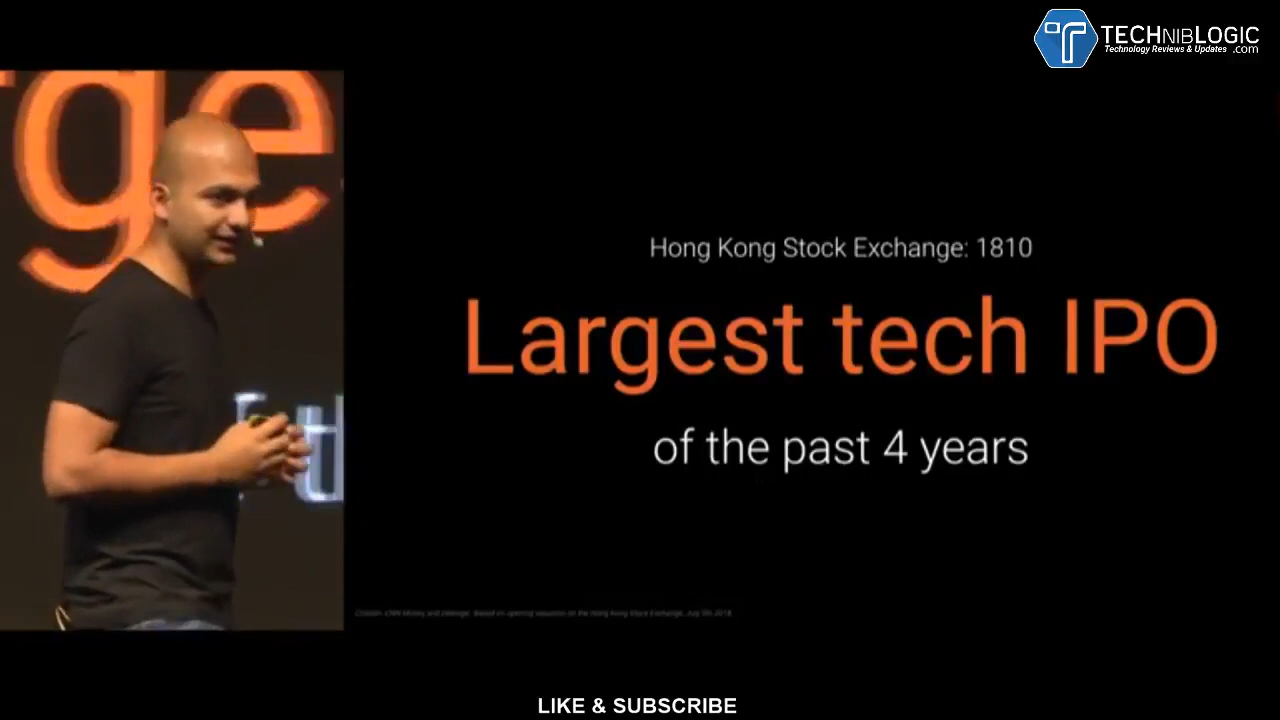 TECHNIBLOGIC
Technology Reviews & Updates .com
rge
Hong Kong Stock Exchange: 1810
Largest tech IPO
of the past 4 years
LIKE & SUBSCRIBE